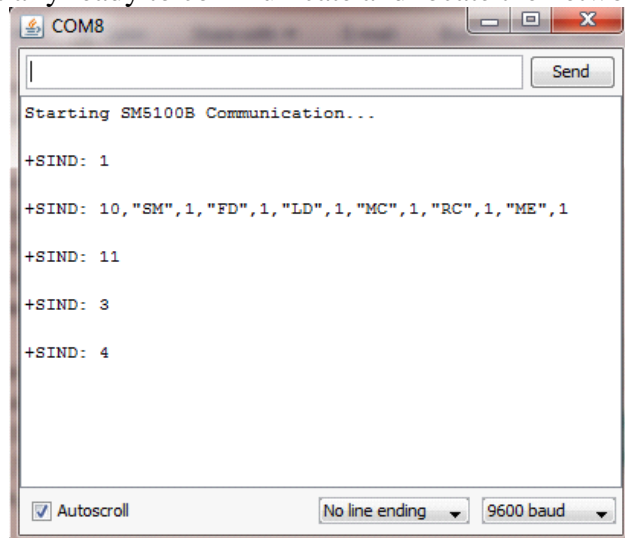 COM8
Send
Starting SM5100B Communication...
+SIND: 1
+SIND: 10,"SM",1,"FD",1,"LD",1,"MC",1,"RC",1,"ME",1
+SIND: 11
+SIND: 3
+SIND: 4
Autoscroll No line ending 9600 baud